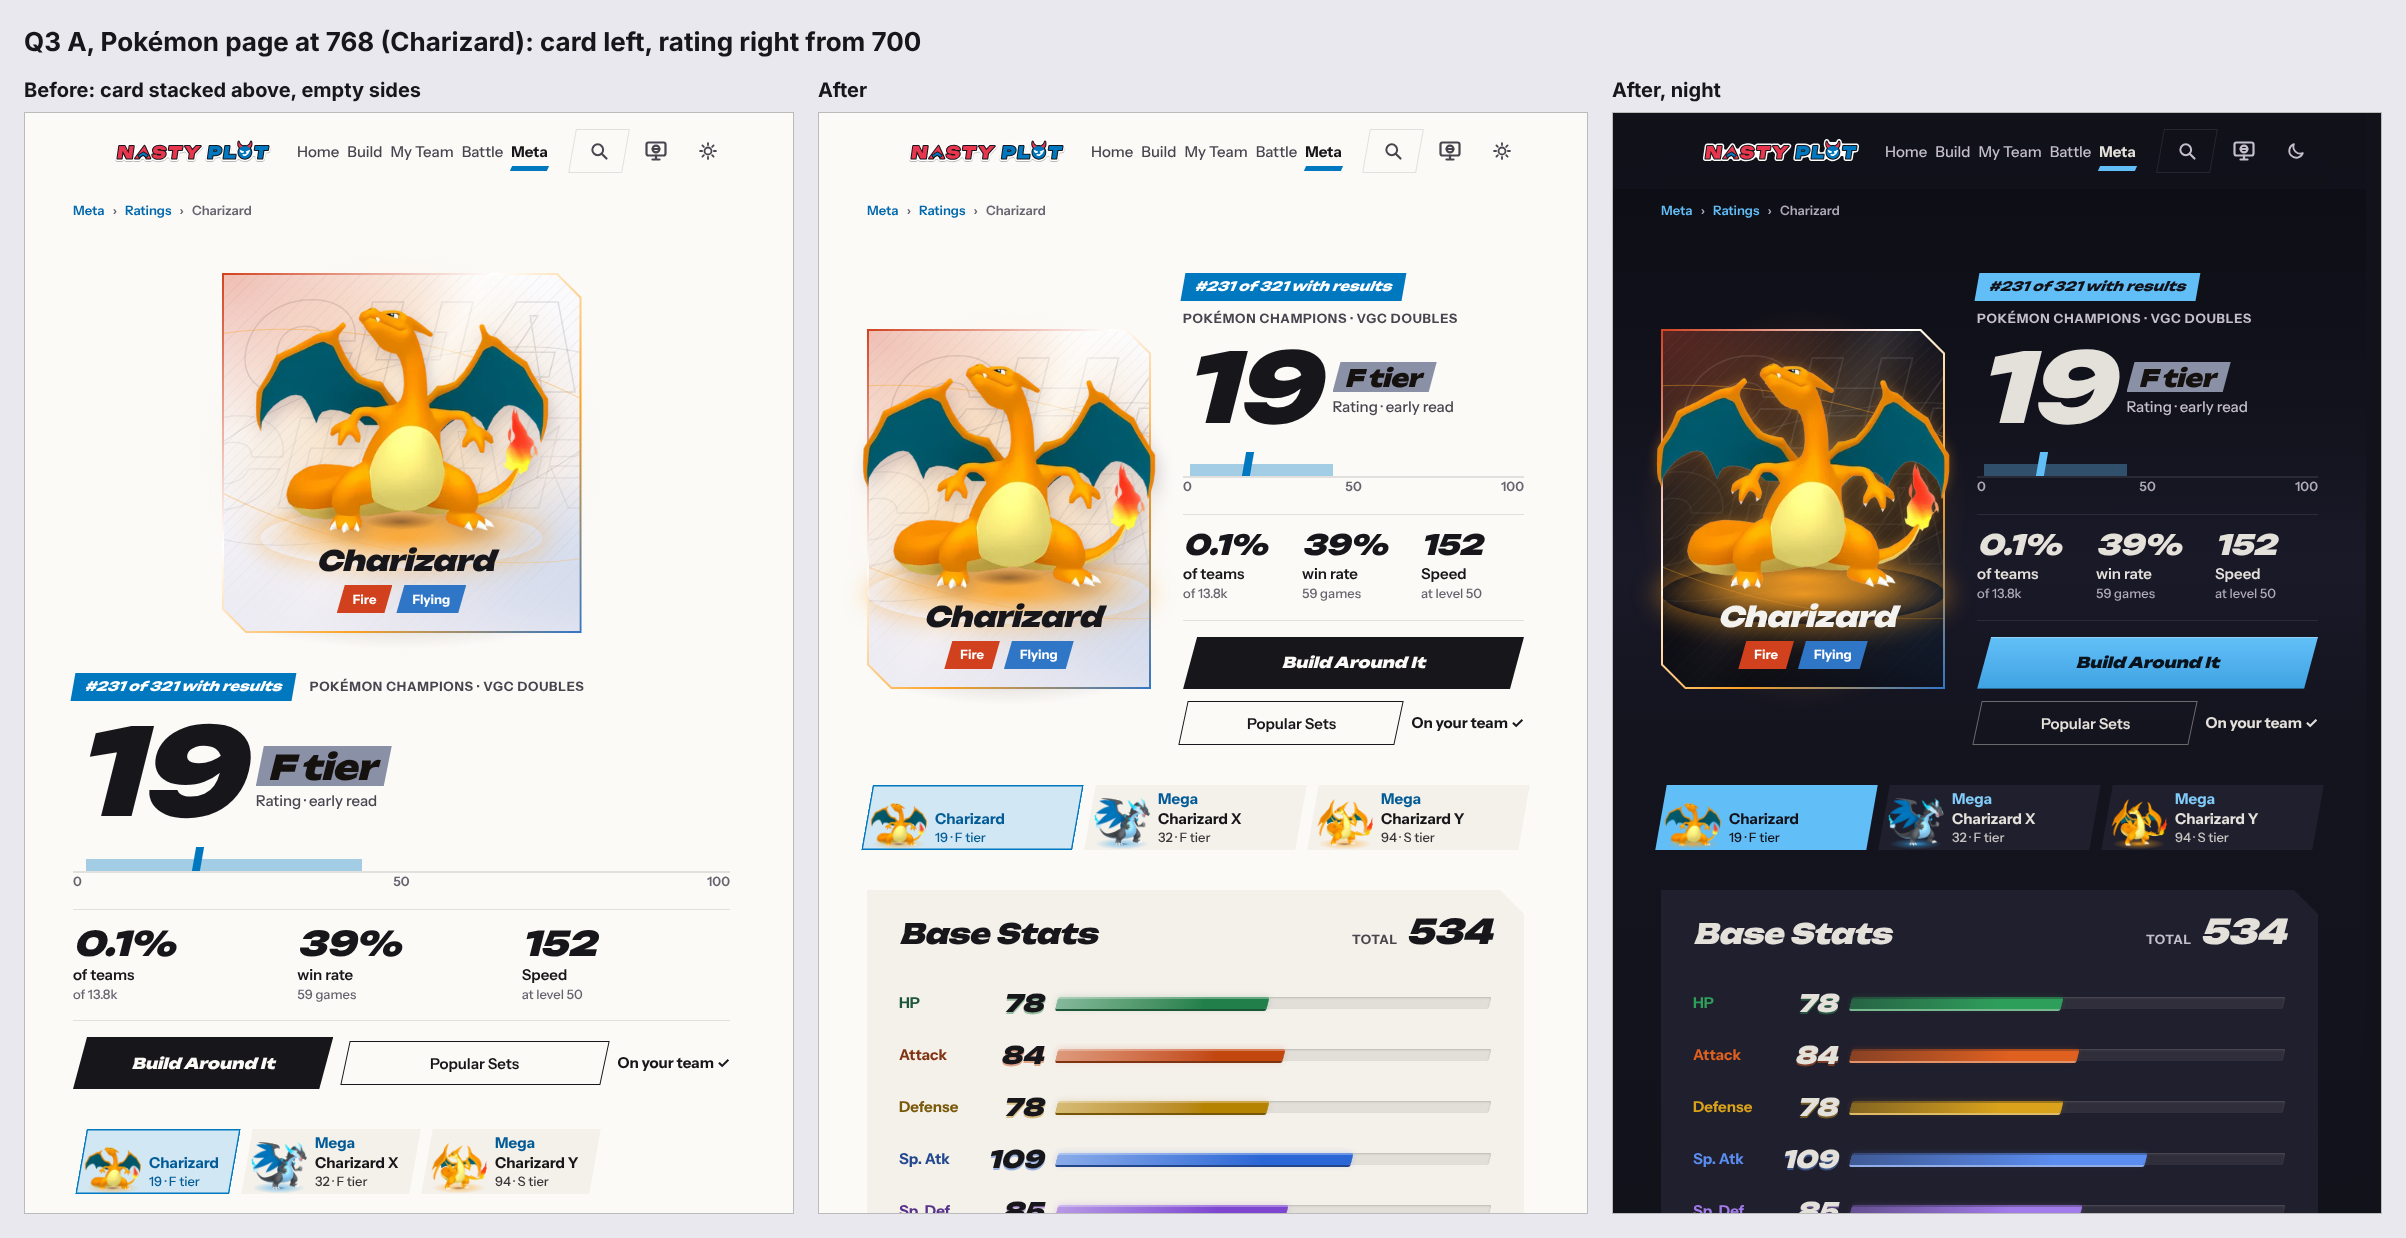 Q3 A, Pokémon page at 768 (Charizard): card left, rating right from 700
Before: card stacked above, empty sides
NASTY PLOT Home Build My Team Battle Meta
Meta › Ratings › Charizard
Charizard
Fire Flying
#231 of 321 with results POKÉMON CHAMPIONS · VGC DOUBLES
19 F tier
Rating · early read
0 50 100
0.1% 39% 152
of teams win rate Speed
of 13.8k 59 games at level 50
Build Around It Popular Sets On your team ✓
Charizard
19 · F tier
Mega
Charizard X
32 · F tier
Mega
Charizard Y
94 · S tier
After
NASTY PLOT Home Build My Team Battle Meta
Meta › Ratings › Charizard
Charizard
Fire Flying
#231 of 321 with results
POKÉMON CHAMPIONS · VGC DOUBLES
19 F tier
Rating · early read
0 50 100
0.1% 39% 152
of teams win rate Speed
of 13.8k 59 games at level 50
Build Around It
Popular Sets On your team ✓
Charizard
19 · F tier
Mega
Charizard X
32 · F tier
Mega
Charizard Y
94 · S tier
Base Stats TOTAL 534
HP 78
Attack 84
Defense 78
Sp. Atk 109
Sp. Def 85
After, night
NASTY PLOT Home Build My Team Battle Meta
Meta › Ratings › Charizard
Charizard
Fire Flying
#231 of 321 with results
POKÉMON CHAMPIONS · VGC DOUBLES
19 F tier
Rating · early read
0 50 100
0.1% 39% 152
of teams win rate Speed
of 13.8k 59 games at level 50
Build Around It
Popular Sets On your team ✓
Charizard
19 · F tier
Mega
Charizard X
32 · F tier
Mega
Charizard Y
94 · S tier
Base Stats TOTAL 534
HP 78
Attack 84
Defense 78
Sp. Atk 109
Sp. Def 85